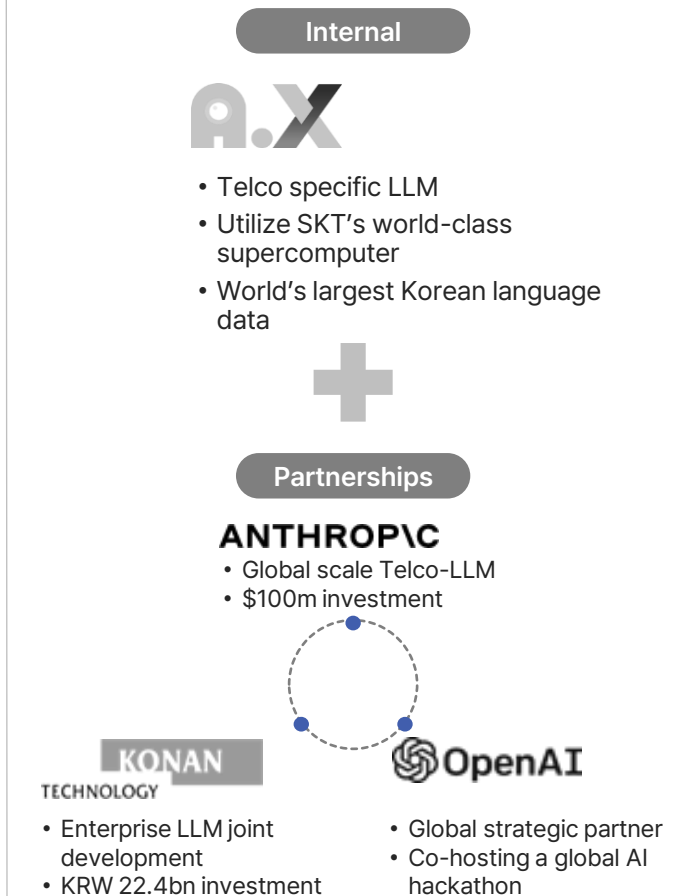 Internal
A.X
• Telco specific LLM
• Utilize SKT's world-class
supercomputer
• World's largest Korean language
data
Partnerships
ANTHROP\C
• Global scale Telco-LLM
• $100m investment
KONAN
TECHNOLOGY
• Enterprise LLM joint
development
• KRW 22.4bn investment
OpenAI
• Global strategic partner
• Co-hosting a global AI
hackathon